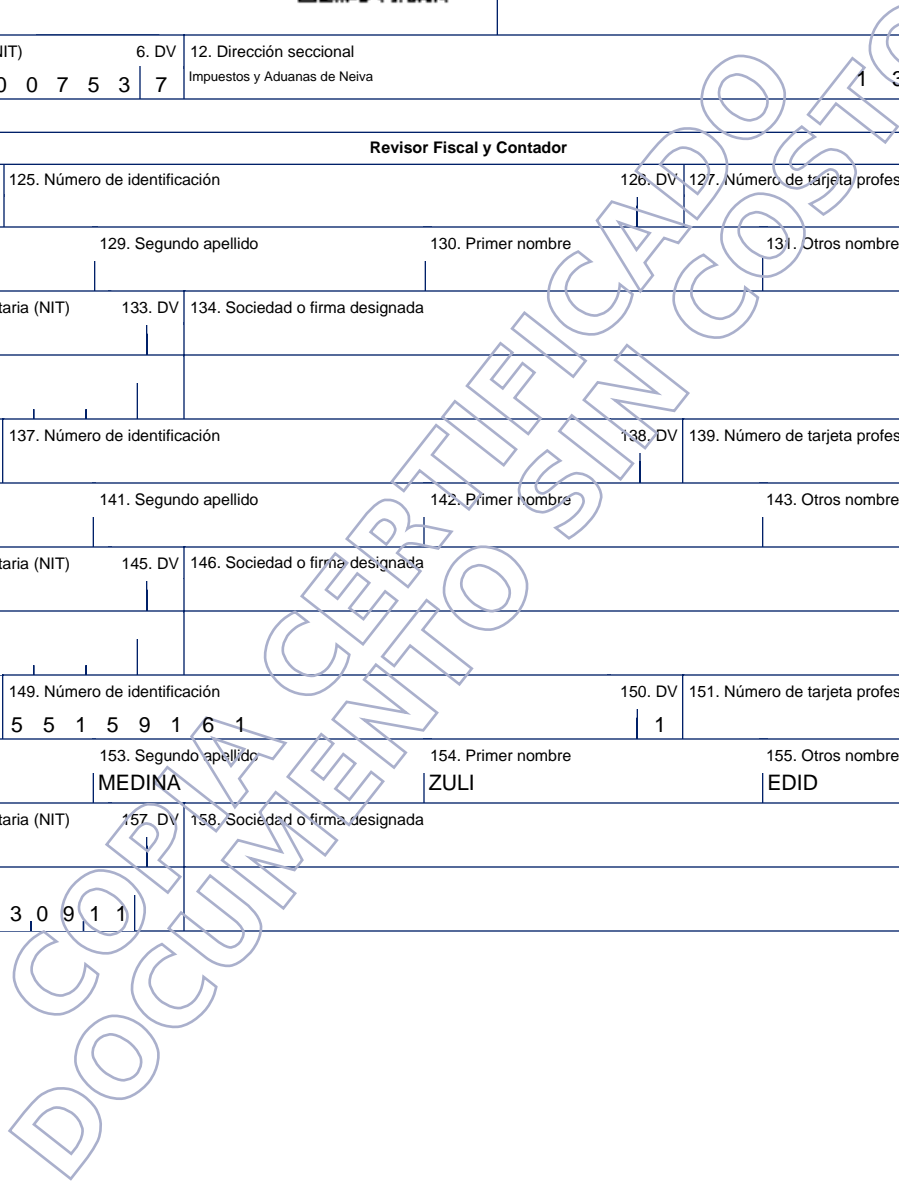 NIT) 6. DV 12. Dirección seccional
0 0 7 5 3 7 Impuestos y Aduanas de Neiva 1 3
Revisor Fiscal y Contador
125. Número de identificación 126. DV 127. Número de tarjeta profes
129. Segundo apellido 130. Primer nombre 131. Otros nombre
taria (NIT) 133. DV 134. Sociedad o firma designada
137. Número de identificación 138. DV 139. Número de tarjeta profes
141. Segundo apellido 142. Primer nombre 143. Otros nombre
taria (NIT) 145. DV 146. Sociedad o firma designada
149. Número de identificación 150. DV 151. Número de tarjeta profes
5 5 1 5 9 1 6 1 1
153. Segundo apellido 154. Primer nombre 155. Otros nombre
MEDINA ZULI EDID
taria (NIT) 157. DV 158. Sociedad o firma designada
3 0 9 1 1
COPIA CERTIFICADO
DOCUMENTO SIN COSTO